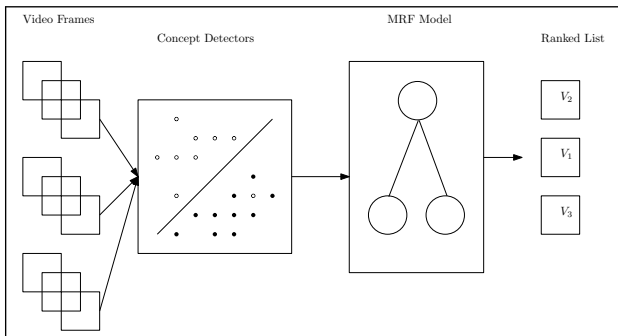 Video Frames
Concept Detectors
MRF Model
Ranked List
V2
V1
V3